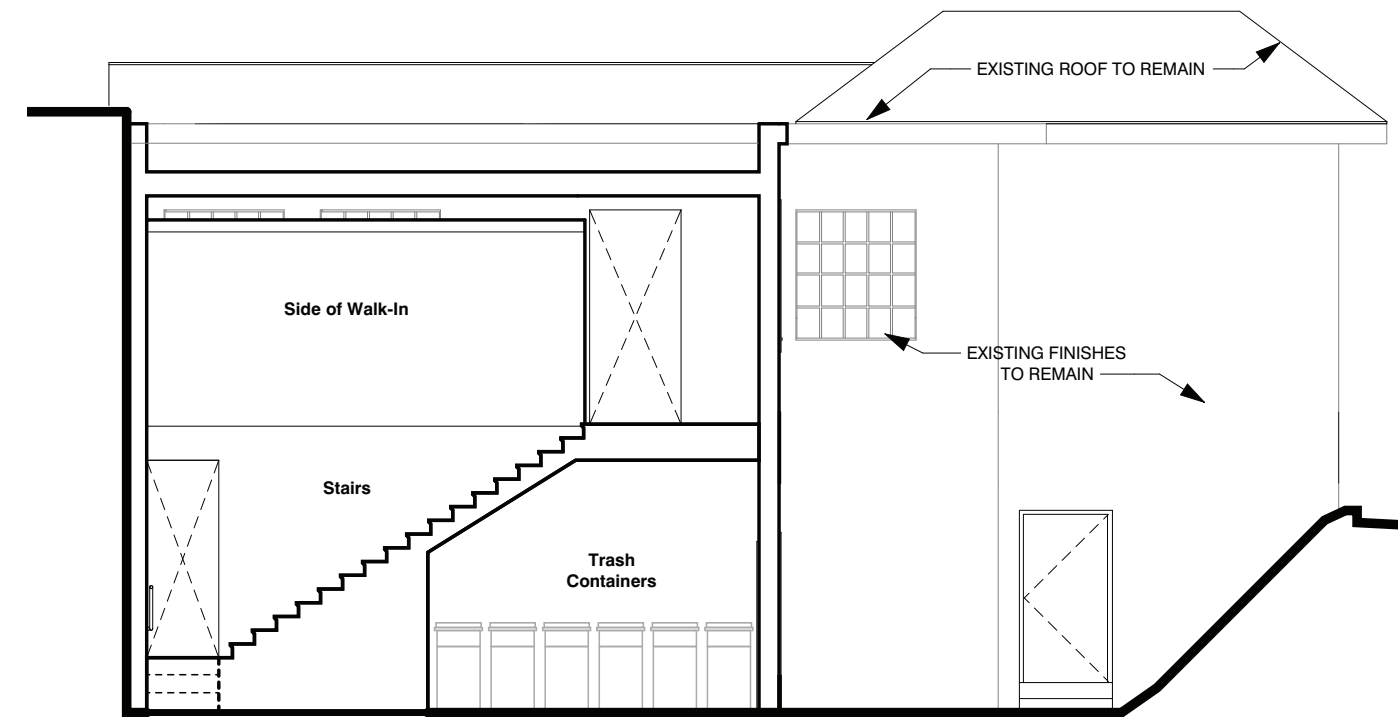 EXISTING ROOF TO REMAIN
Side of Walk-In
EXISTING FINISHES
TO REMAIN
Stairs
Trash
Containers